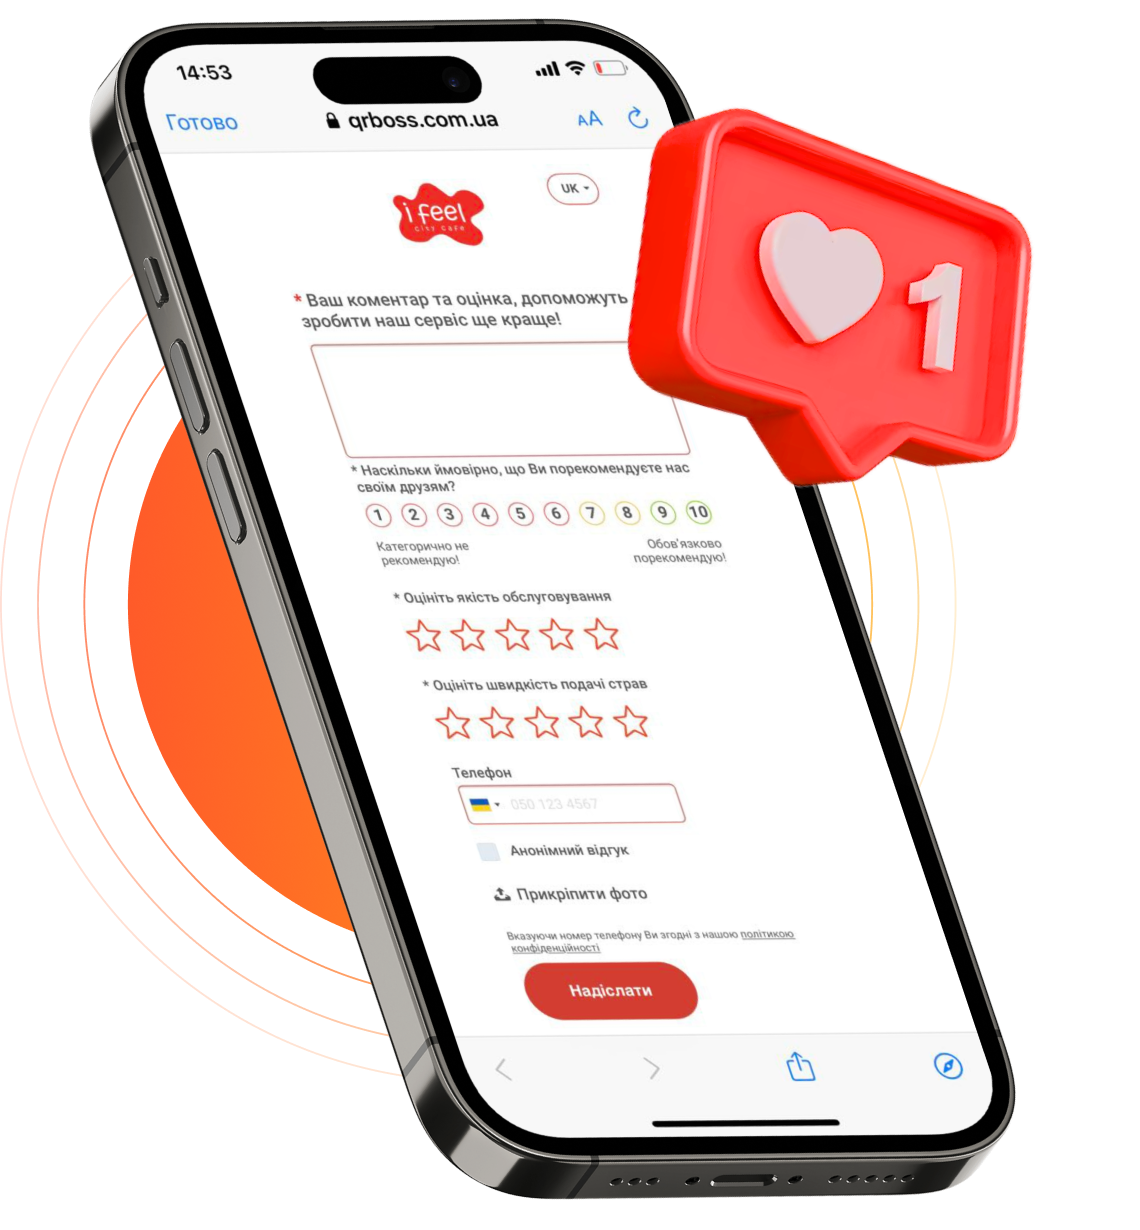 14:53
Готово
qrboss.com.ua
AA
UK
i feel
city cafe
* Ваш коментар та оцінка, допоможуть
зробити наш сервіс ще краще!
* Наскільки ймовірно, що Ви порекомендуєте нас
своїм друзям?
1 2 3 4 5 6 7 8 9 10
Категорично не
рекомендую!
Обов'язково
порекомендую!
* Оцініть якість обслуговування
* Оцініть швидкість подачі страв
Телефон
050 123 4567
Анонімний відгук
Прикріпити фото
Вказуючи номер телефону Ви згодні з нашою політикою
конфіденційності
Надіслати
1